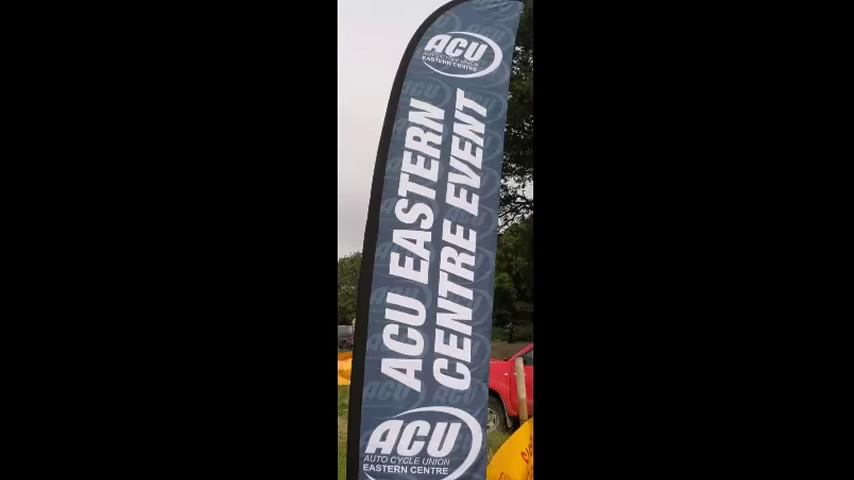 ACU
AUTO CYCLE UNION
EASTERN CENTRE
ACU EASTERN
CENTRE EVENT
ACU
AUTO CYCLE UNION
EASTERN CENTRE